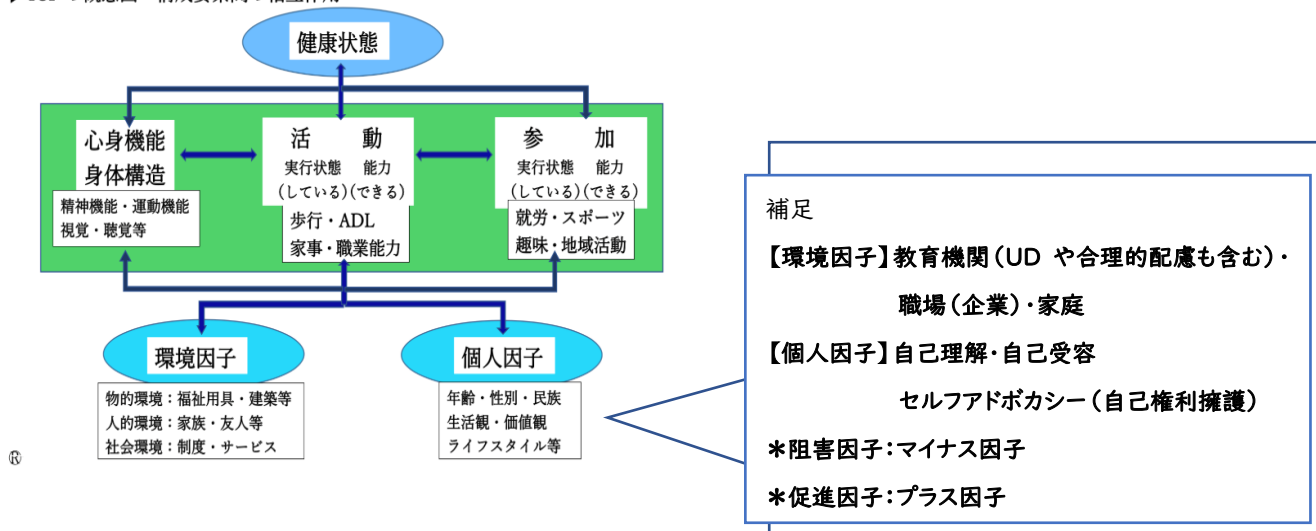 健康状態
心身機能
身体構造
精神機能・運動機能
視覚・聴覚等
活 動
実行状態 能力
(している)(できる)
歩行・ADL
家事・職業能力
参 加
実行状態 能力
(している)(できる)
就労・スポーツ
趣味・地域活動
環境因子
物的環境：福祉用具・建築等
人的環境：家族・友人等
社会環境：制度・サービス
個人因子
年齢・性別・民族
生活観・価値観
ライフスタイル等
®
補足
【環境因子】教育機関（UD や合理的配慮も含む）・
職場（企業）・家庭
【個人因子】自己理解・自己受容
セルフアドボカシー（自己権利擁護）
＊阻害因子：マイナス因子
＊促進因子：プラス因子